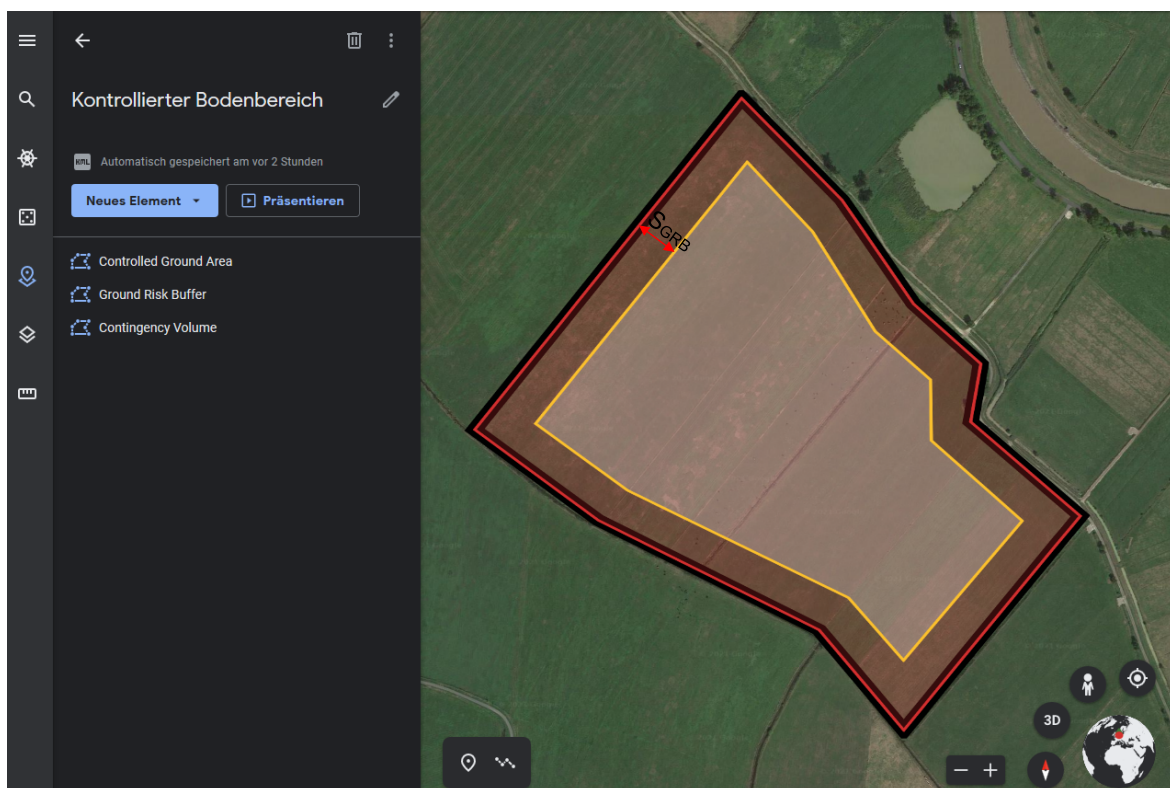 Kontrollierter Bodenbereich
KML
Automatisch gespeichert am vor 2 Stunden
Neues Element
Präsentieren
Controlled Ground Area
Ground Risk Buffer
Contingency Volume
SGRB
3D